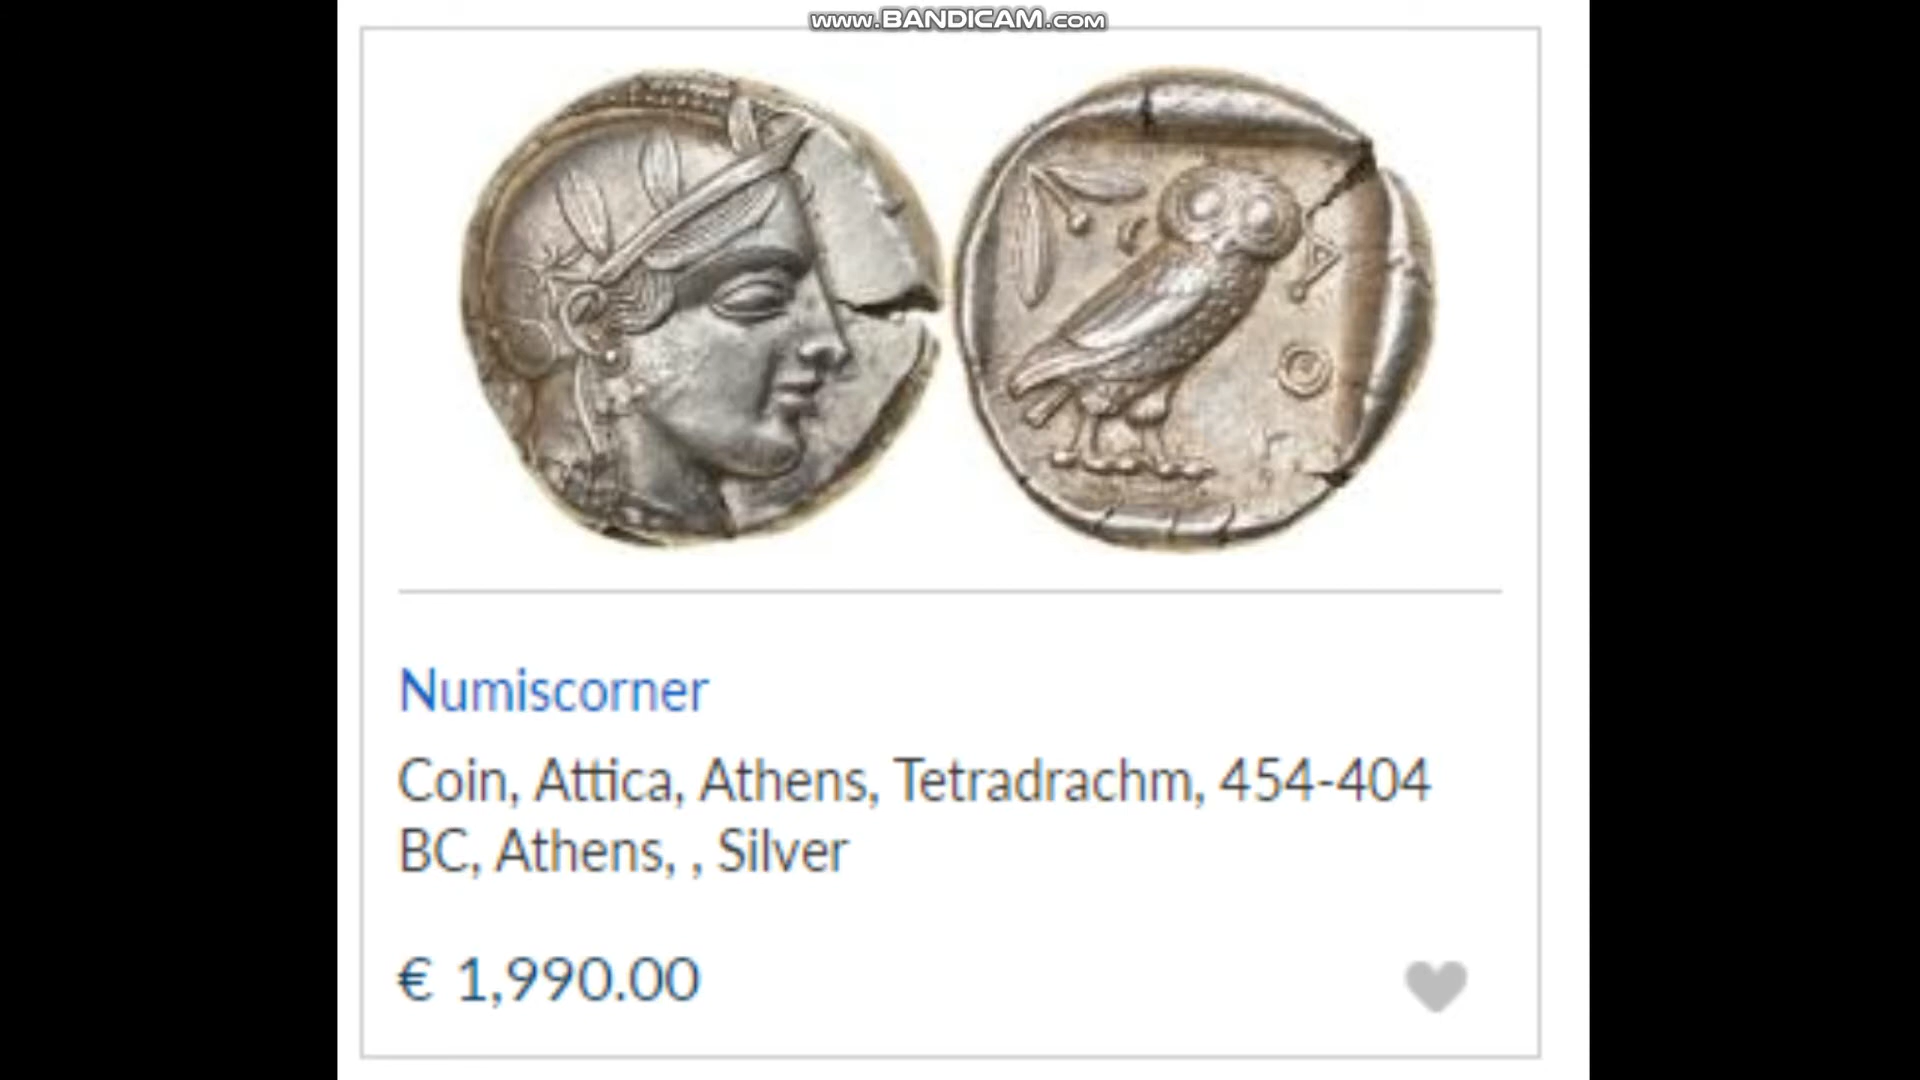 www.BANDICAM.com
Α
Θ
Numiscorner
Coin, Attica, Athens, Tetradrachm, 454-404
BC, Athens, , Silver
€ 1,990.00